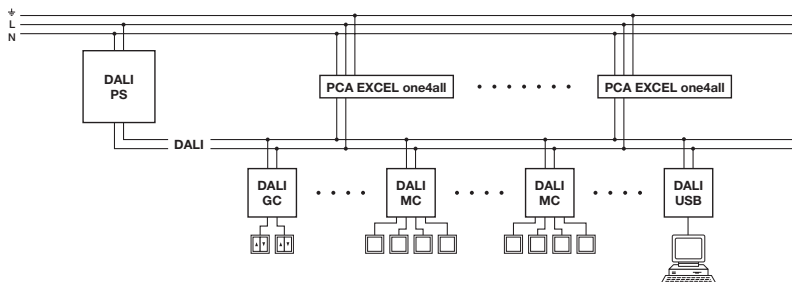 L
N
DALI
PS
PCA EXCEL one4all
PCA EXCEL one4all
DALI
DALI
GC
DALI
MC
DALI
MC
DALI
USB